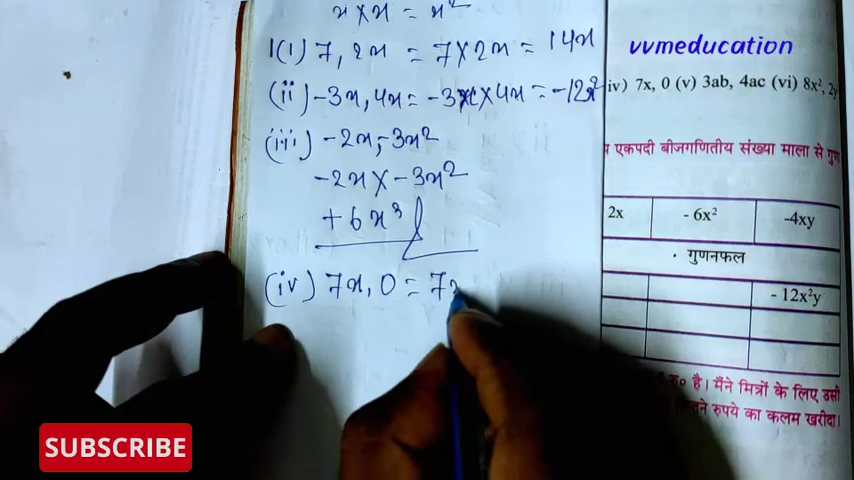 x × x = x²
1(i) 7, 2x = 7 × 2x = 14x
(ii) -3x, 4x = -3x × 4x = -12x²
(iii) -2x, -3x²
-2x × -3x²
+6x³
(iv) 7x, 0 = 7x
vvmeducation
iv) 7x, 0 (v) 3ab, 4ac (vi) 8x², 2y
एकपदी बीजगणितीय संख्या माला से गु
2x - 6x² -4xy
गुणनफल
- 12x²y
रु० है। मैंने मित्रों के लिए उसी
ने रुपये का कलम खरीदा।
SUBSCRIBE